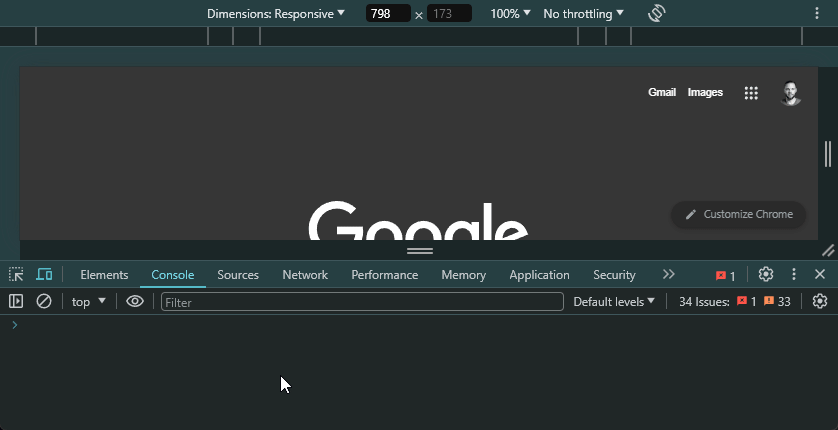 Dimensions: Responsive 798 × 173 100% No throttling
Gmail Images
Google
Customize Chrome
Elements Console Sources Network Performance Memory Application Security 1
top Filter Default levels 34 Issues: 1 33